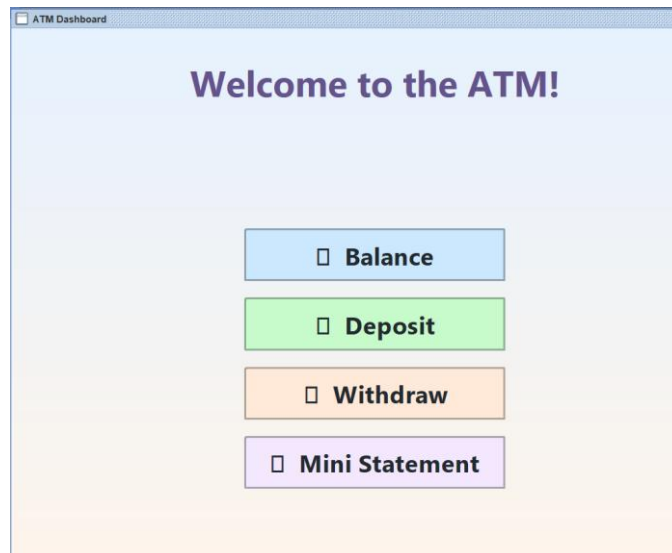 ATM Dashboard
Welcome to the ATM!
Balance
Deposit
Withdraw
Mini Statement